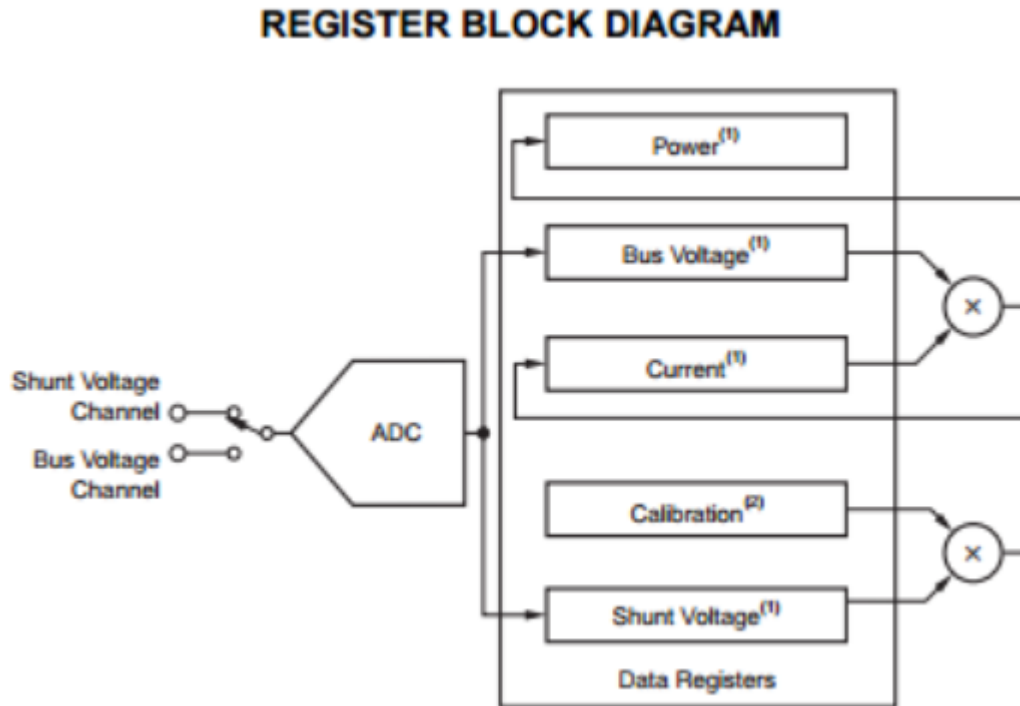 REGISTER BLOCK DIAGRAM
Power(1)
Bus Voltage(1)
×
Current(1)
Shunt Voltage
Channel
ADC
Bus Voltage
Channel
Calibration(2)
×
Shunt Voltage(1)
Data Registers